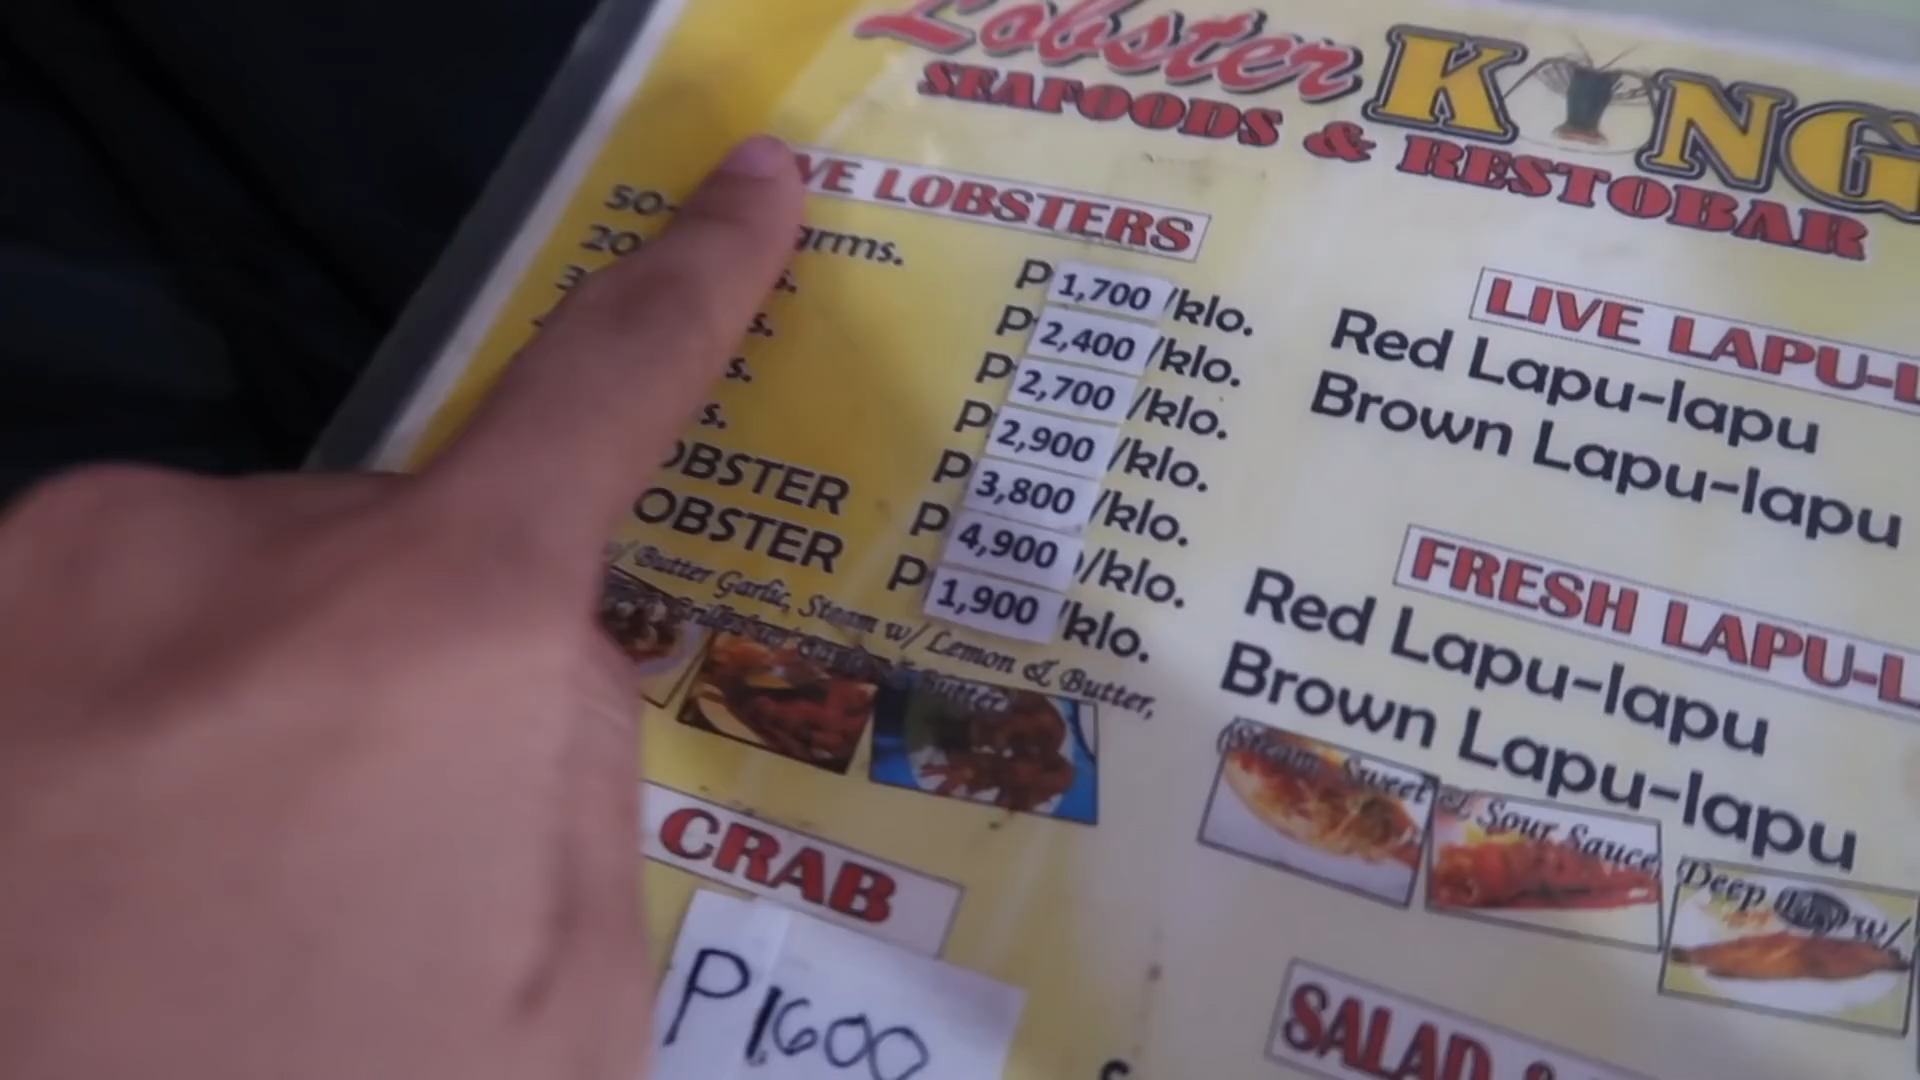 Lobster KING
SEAFOODS & RESTOBAR
VE LOBSTERS
50- grms.
20 s.
s.
s.
s.
OBSTER
OBSTER
P 1,700 /klo.
P 2,400 /klo.
P 2,700 /klo.
P 2,900 /klo.
P 3,800 /klo.
P 4,900 /klo.
P 1,900 /klo.
w/ Butter Garlic, Steam w/ Lemon & Butter,
Butter
CRAB
P1,600
LIVE LAPU-L
Red Lapu-lapu
Brown Lapu-lapu
FRESH LAPU-L
Red Lapu-lapu
Brown Lapu-lapu
(Steam, Sweet & Sour Sauce, Deep w/
SALAD &